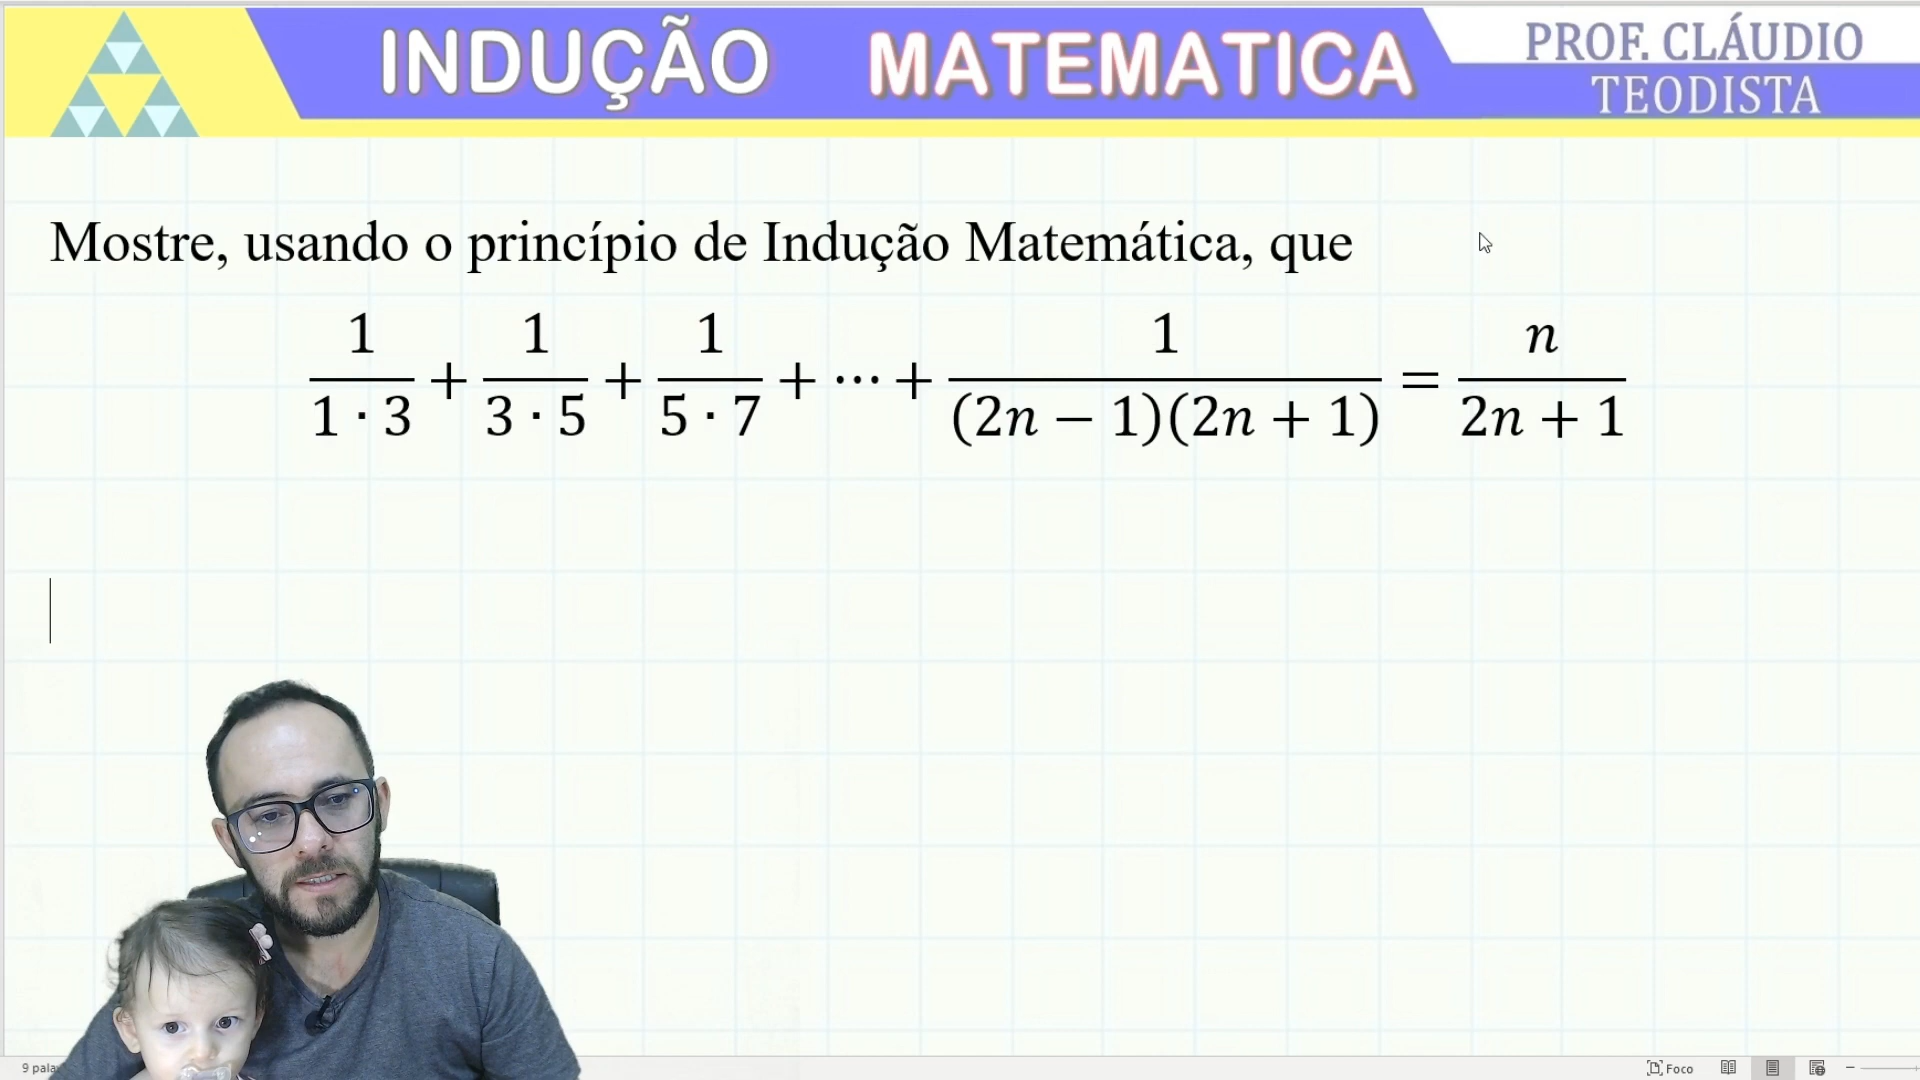 INDUÇÃO MATEMATICA
PROF. CLÁUDIO
TEODISTA
Mostre, usando o princípio de Indução Matemática, que
1/(1 · 3) + 1/(3 · 5) + 1/(5 · 7) + ⋯ + 1/((2n − 1)(2n + 1)) = n/(2n + 1)
Foco